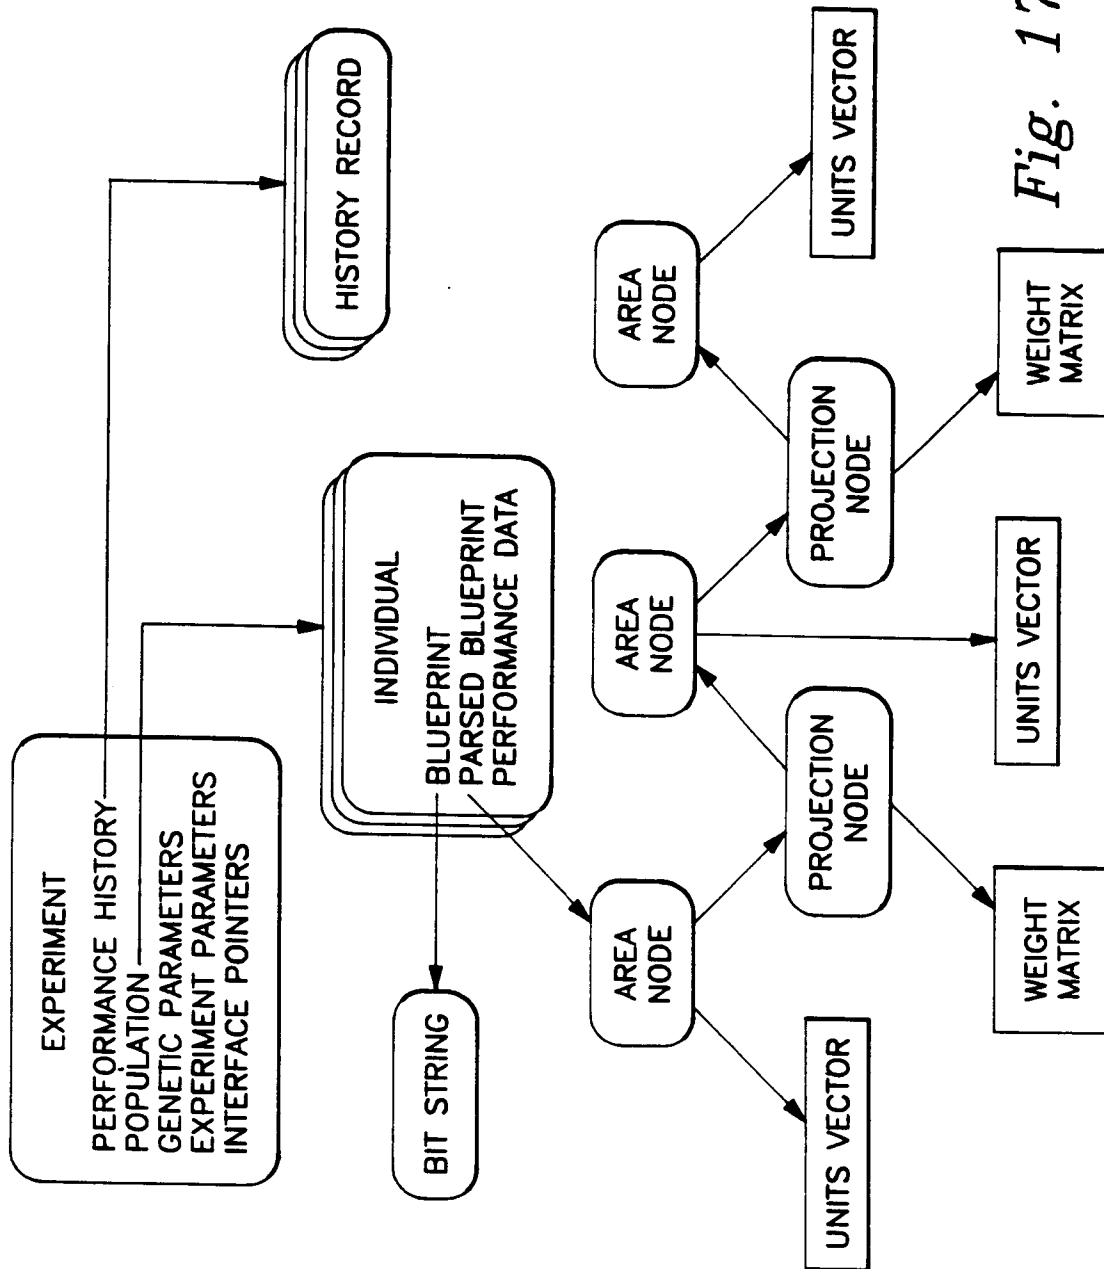 EXPERIMENT
PERFORMANCE HISTORY
POPULATION
GENETIC PARAMETERS
EXPERIMENT PARAMETERS
INTERFACE POINTERS
HISTORY RECORD
INDIVIDUAL
BLUEPRINT
PARSED BLUEPRINT
PERFORMANCE DATA
BIT STRING
AREA
NODE
AREA
NODE
AREA
NODE
PROJECTION
NODE
PROJECTION
NODE
UNITS VECTOR
UNITS VECTOR
UNITS VECTOR
WEIGHT
MATRIX
WEIGHT
MATRIX
Fig. 17